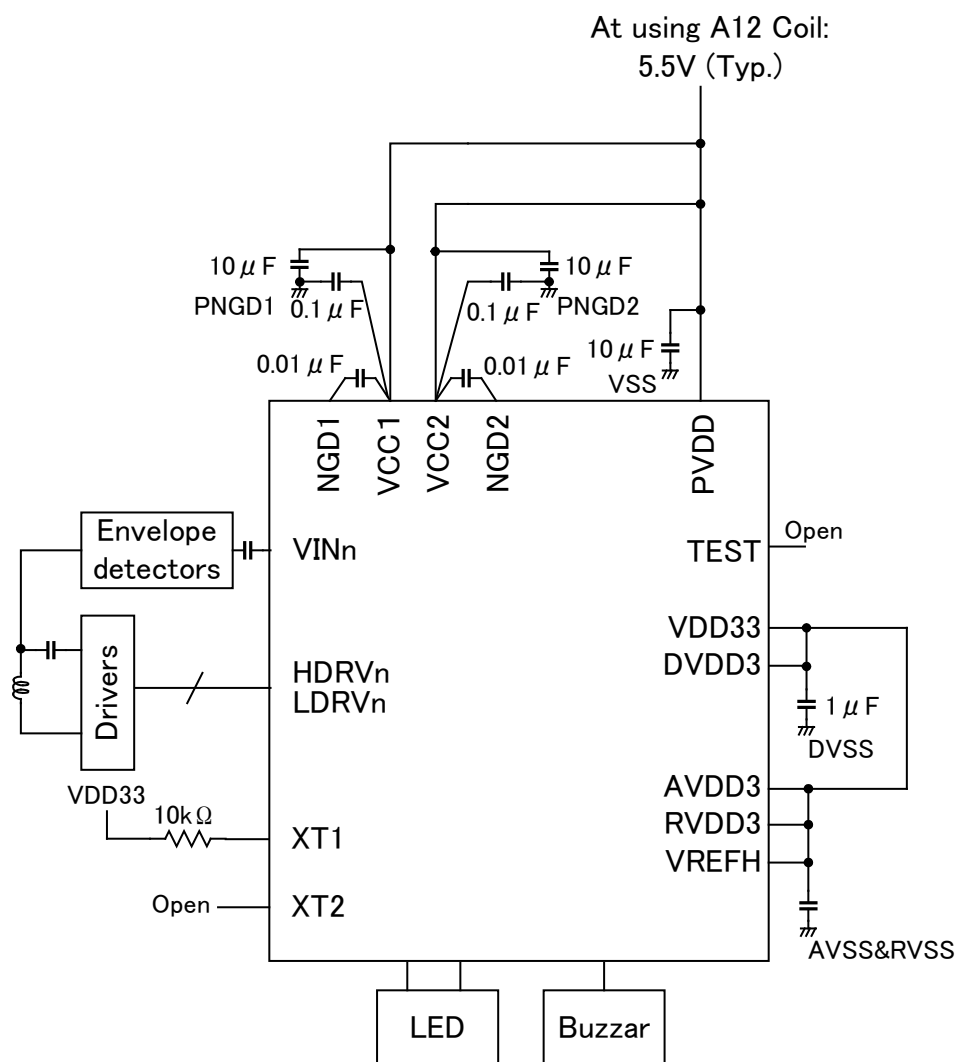 At using A12 Coil:
5.5V (Typ.)
10μF
PNGD1
0.1μF
10μF
PNGD2
0.1μF
0.01μF
0.01μF
10μF
VSS
NGD1
VCC1
VCC2
NGD2
PVDD
Envelope
detectors
VINn
TEST
Open
Drivers
HDRVn
LDRVn
VDD33
DVDD3
1μF
DVSS
VDD33
10kΩ
XT1
Open
XT2
AVDD3
RVDD3
VREFH
AVSS&RVSS
LED
Buzzar